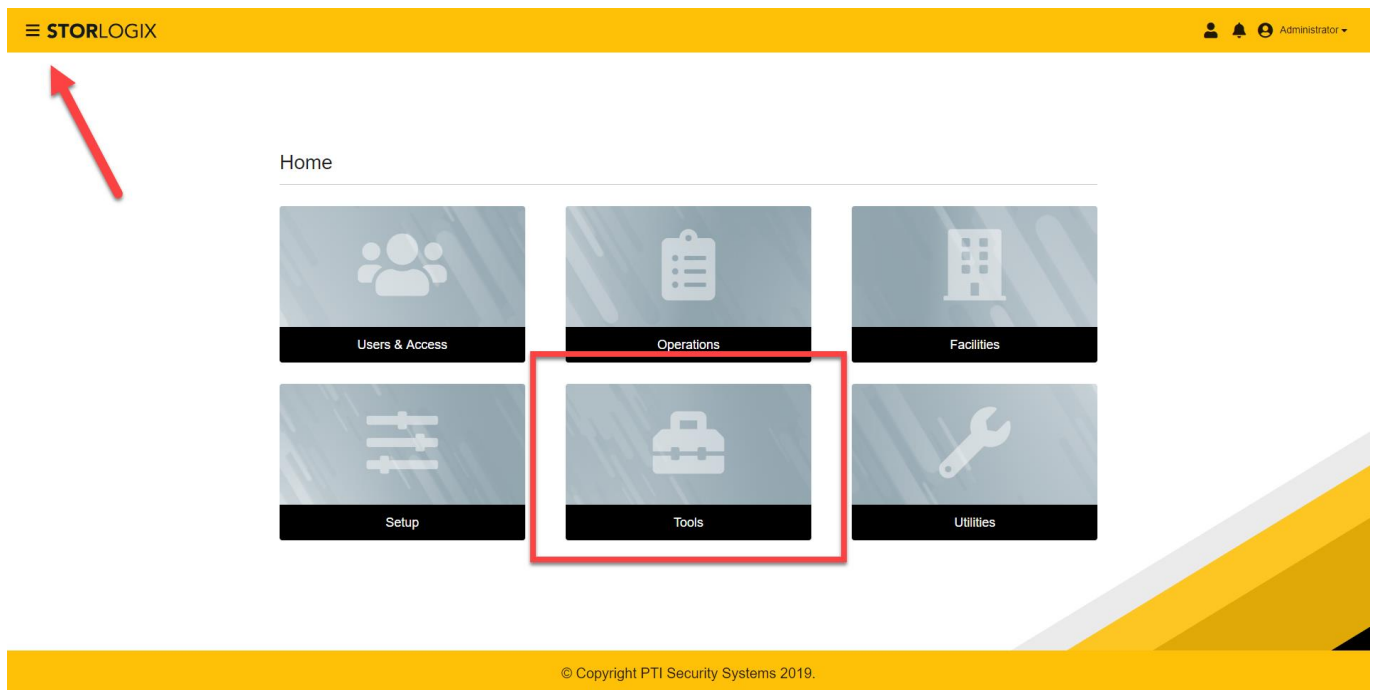 STORLOGIX
Administrator
Home
Users & Access
Operations
Facilities
Setup
Tools
Utilities
© Copyright PTI Security Systems 2019.